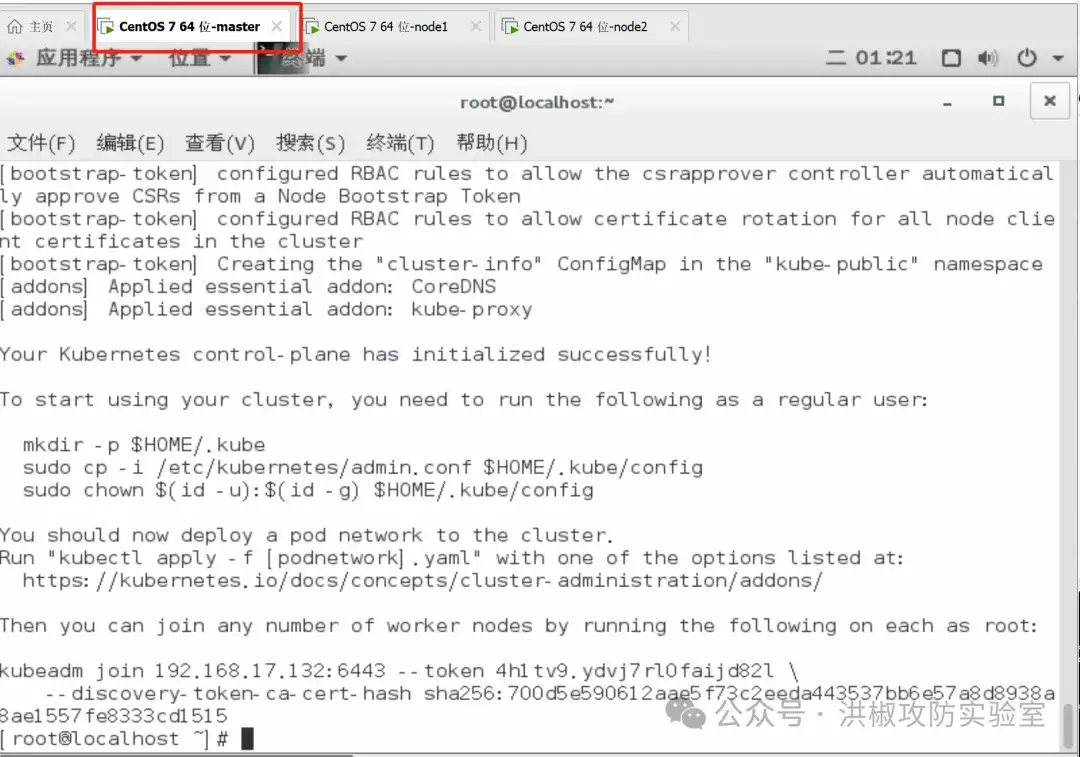 主页 CentOS 7 64 位-master CentOS 7 64 位-node1 CentOS 7 64 位-node2
应用程序 位置 终端 二 01:21
root@localhost:~
文件(F) 编辑(E) 查看(V) 搜索(S) 终端(T) 帮助(H)
[bootstrap-token] configured RBAC rules to allow the csrapprover controller automatical
ly approve CSRs from a Node Bootstrap Token
[bootstrap-token] configured RBAC rules to allow certificate rotation for all node clie
nt certificates in the cluster
[bootstrap-token] Creating the "cluster-info" ConfigMap in the "kube-public" namespace
[addons] Applied essential addon: CoreDNS
[addons] Applied essential addon: kube-proxy
Your Kubernetes control-plane has initialized successfully!
To start using your cluster, you need to run the following as a regular user:
mkdir -p $HOME/.kube
sudo cp -i /etc/kubernetes/admin.conf $HOME/.kube/config
sudo chown $(id -u):$(id -g) $HOME/.kube/config
You should now deploy a pod network to the cluster.
Run "kubectl apply -f [podnetwork].yaml" with one of the options listed at:
https://kubernetes.io/docs/concepts/cluster-administration/addons/
Then you can join any number of worker nodes by running the following on each as root:
kubeadm join 192.168.17.132:6443 --token 4h1tv9.ydvj7rl0faijd82l \
--discovery-token-ca-cert-hash sha256:700d5e590612aae5f73c2eeda443537bb6e57a8d8938a
8ae1557fe8333cd1515
公众号 · 洪椒攻防实验室
[root@localhost ~]#